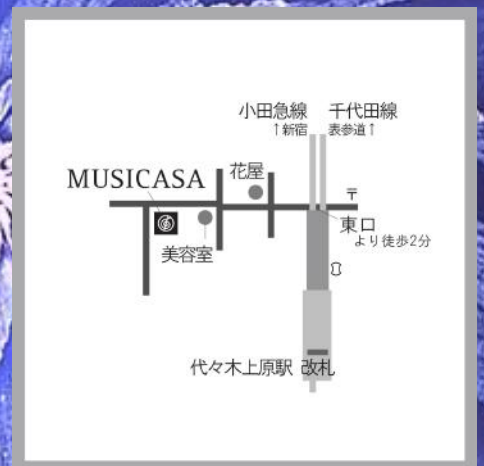 小田急線 千代田線
↑新宿 表参道↑
花屋
MUSICASA
〒
東口
より徒歩2分
美容室
代々木上原駅 改札